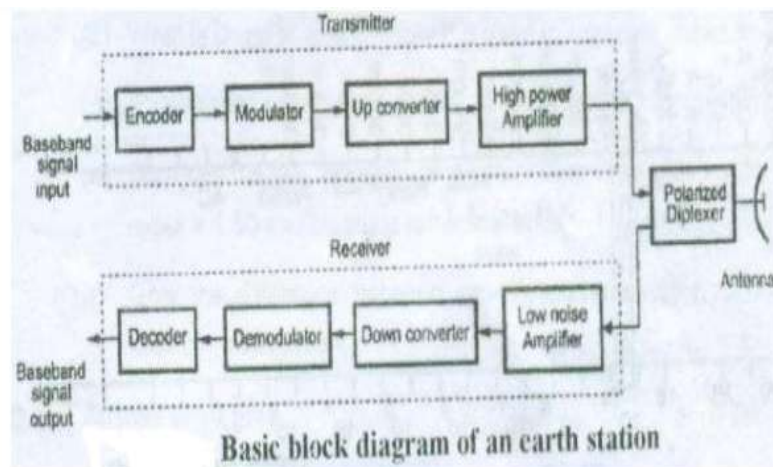 Transmitter
Encoder
Modulator
Up converter
High power
Amplifier
Baseband
signal
input
Polarized
Diplexer
Antenna
Receiver
Decoder
Demodulator
Down converter
Low noise
Amplifier
Baseband
signal
output
Basic block diagram of an earth station